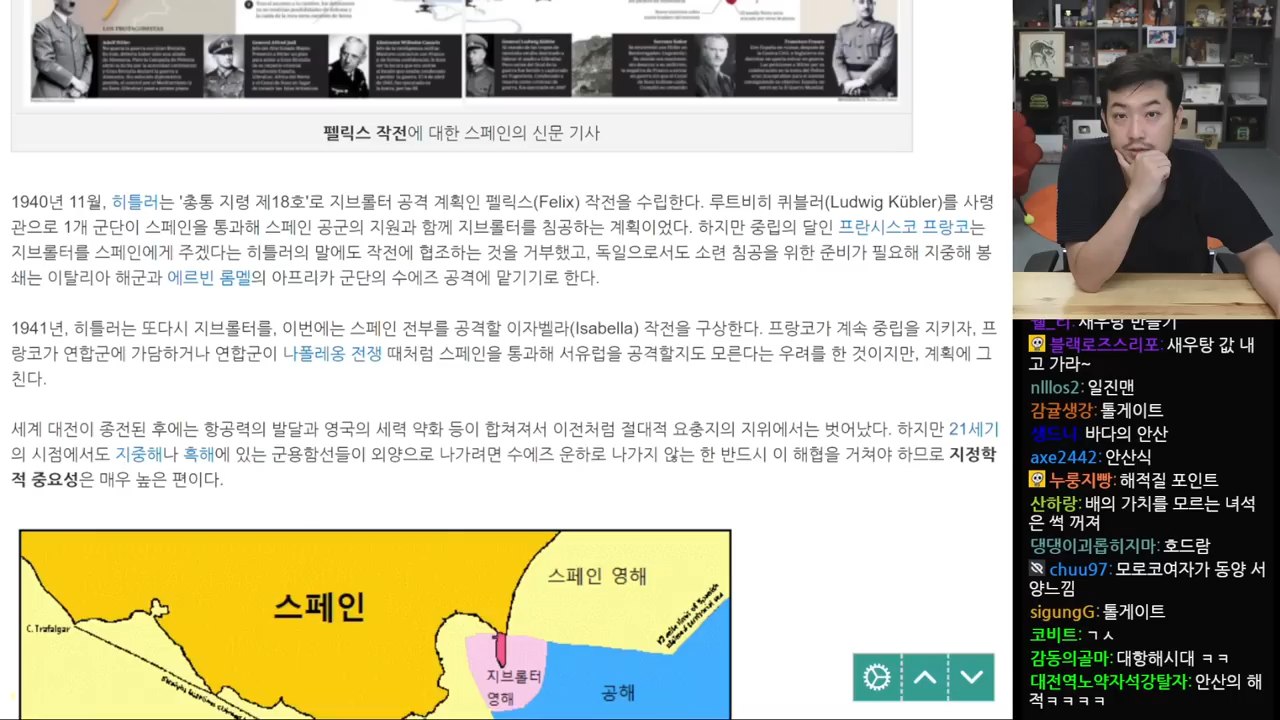 LOS PROTAGONISTAS
펠릭스 작전에 대한 스페인의 신문 기사
1940년 11월, 히틀러는 '총통 지령 제18호'로 지브롤터 공격 계획인 펠릭스(Felix) 작전을 수립한다. 루트비히 퀴블러(Ludwig Kübler)를 사령
관으로 1개 군단이 스페인을 통과해 스페인 공군의 지원과 함께 지브롤터를 침공하는 계획이었다. 하지만 중립의 달인 프란시스코 프랑코는
지브롤터를 스페인에게 주겠다는 히틀러의 말에도 작전에 협조하는 것을 거부했고, 독일으로서도 소련 침공을 위한 준비가 필요해 지중해 봉
쇄는 이탈리아 해군과 에르빈 롬멜의 아프리카 군단의 수에즈 공격에 맡기기로 한다.
1941년, 히틀러는 또다시 지브롤터를, 이번에는 스페인 전부를 공격할 이자벨라(Isabella) 작전을 구상한다. 프랑코가 계속 중립을 지키자, 프
랑코가 연합군에 가담하거나 연합군이 나폴레옹 전쟁 때처럼 스페인을 통과해 서유럽을 공격할지도 모른다는 우려를 한 것이지만, 계획에 그
친다.
세계 대전이 종전된 후에는 항공력의 발달과 영국의 세력 약화 등이 합쳐져서 이전처럼 절대적 요충지의 지위에서는 벗어났다. 하지만 21세기
의 시점에서도 지중해나 흑해에 있는 군용함선들이 외양으로 나가려면 수에즈 운하로 나가지 않는 한 반드시 이 해협을 거쳐야 하므로 지정학
적 중요성은 매우 높은 편이다.
스페인 영해
스페인
C. Trafalgar
지브롤터
영해
공해
새우탕 만들기
블랙로즈스리포: 새우탕 값 내
고 가라~
nlllos2: 일진맨
감귤생강: 톨게이트
생드니: 바다의 안산
axe2442: 안산식
누룽지빵: 해적질 포인트
산하랑: 배의 가치를 모르는 녀석
은 썩 꺼져
댕댕이괴롭히지마: 호드람
chuu97: 모로코여자가 동양 서
양느낌
sigungG: 톨게이트
코비트: ㄱㅅ
감동의골마: 대항해시대 ㅋㅋ
대전역노약자석강탈자: 안산의 해
적ㅋㅋㅋㅋ